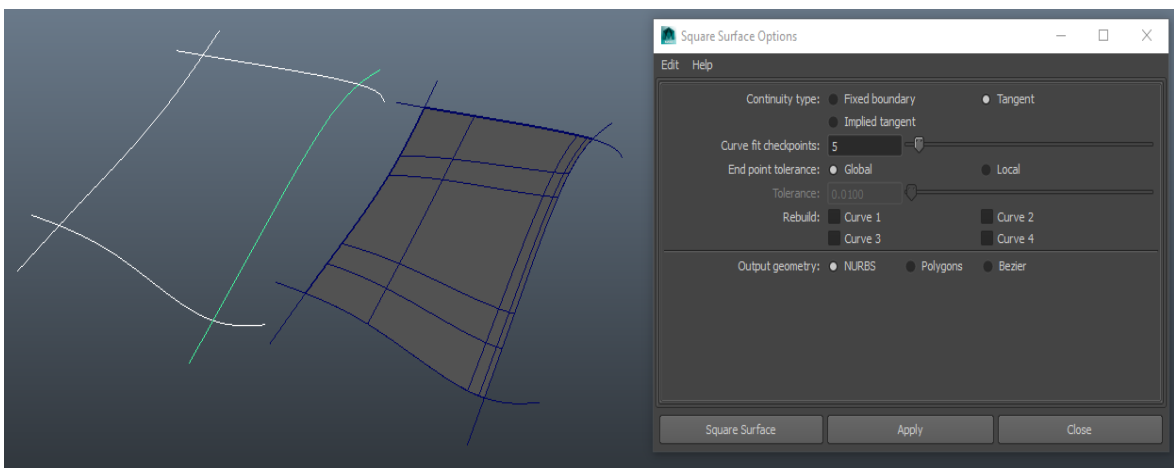 Square Surface Options
Edit Help
Continuity type: Fixed boundary Tangent
Implied tangent
Curve fit checkpoints: 5
End point tolerance: Global Local
Tolerance: 0.0100
Rebuild: Curve 1 Curve 2
Curve 3 Curve 4
Output geometry: NURBS Polygons Bezier
Square Surface Apply Close